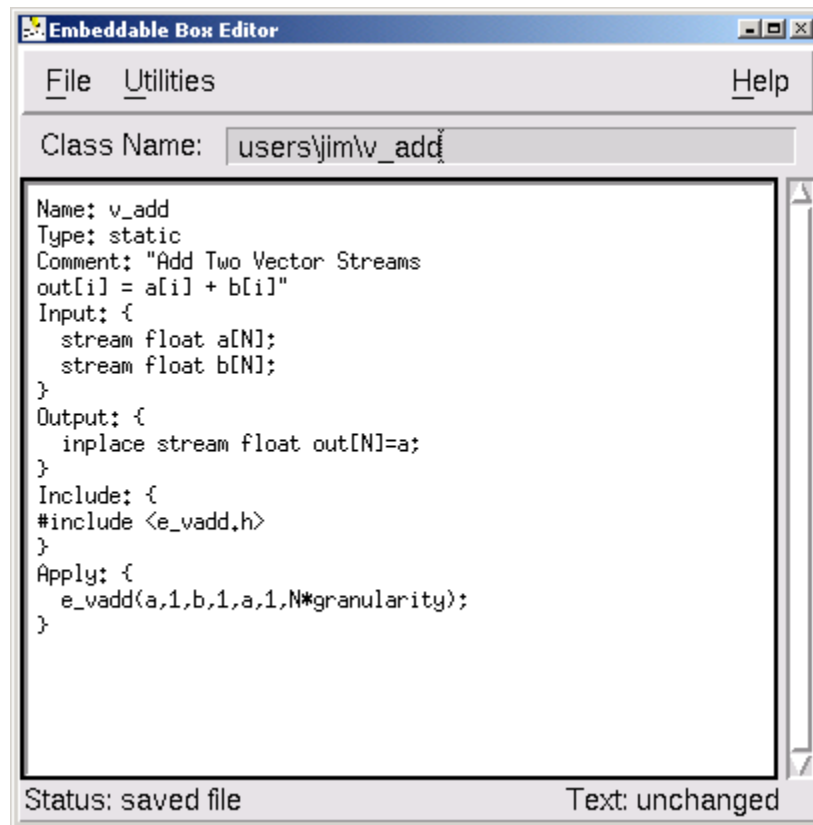 Embeddable Box Editor
File Utilities Help
Class Name: users\jim\v_add
Name: v_add
Type: static
Comment: "Add Two Vector Streams
out[i] = a[i] + b[i]"
Input: {
  stream float a[N];
  stream float b[N];
}
Output: {
  inplace stream float out[N]=a;
}
Include: {
#include <e_vadd.h>
}
Apply: {
  e_vadd(a,1,b,1,a,1,N*granularity);
}
Status: saved file Text: unchanged